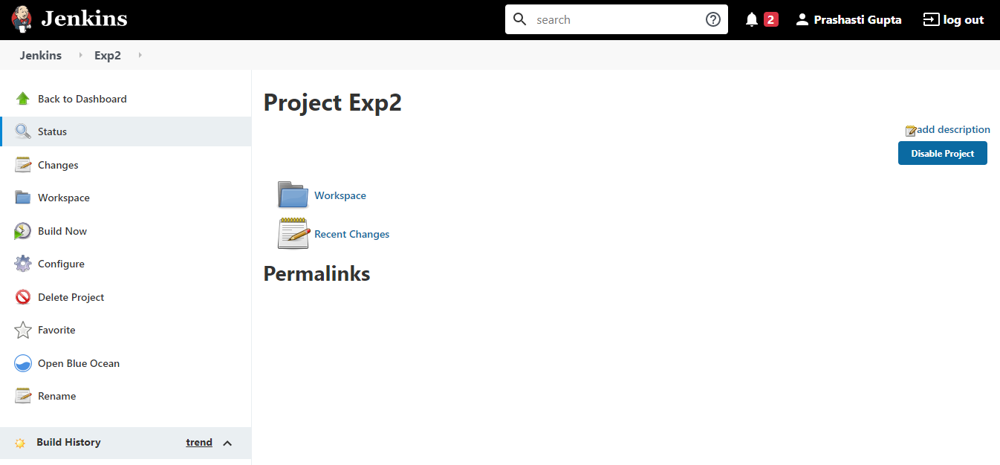 Jenkins
search
2
Prashasti Gupta
log out
Jenkins
Exp2
Back to Dashboard
Status
Changes
Workspace
Build Now
Configure
Delete Project
Favorite
Open Blue Ocean
Rename
Build History
trend
Project Exp2
add description
Disable Project
Workspace
Recent Changes
Permalinks